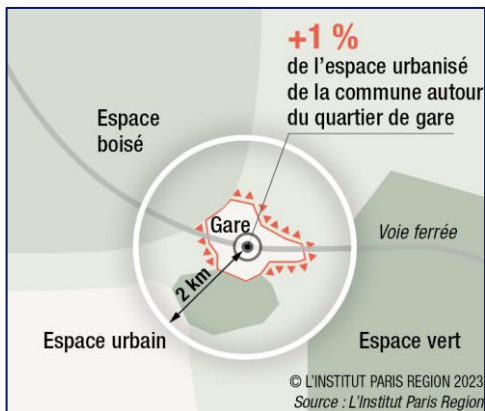 +1 %
de l'espace urbanisé
de la commune autour
du quartier de gare
Espace
boisé
Gare
Voie ferrée
2 km
Espace urbain
Espace vert
© L'INSTITUT PARIS REGION 2023
Source : L'Institut Paris Region